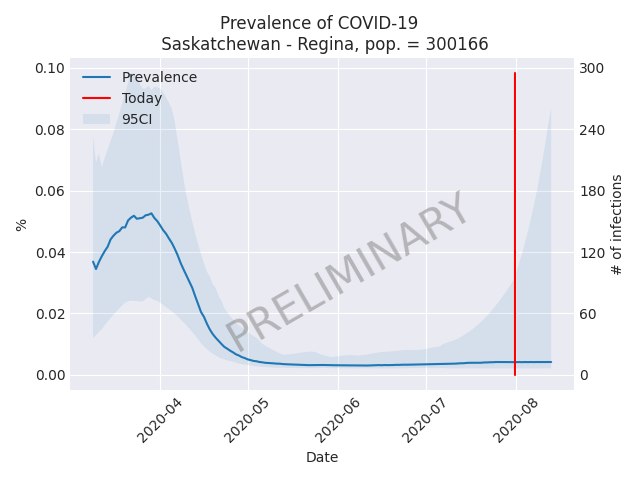 Prevalence of COVID-19
Saskatchewan - Regina, pop. = 300166
Prevalence
Today
95CI
0.10
0.08
0.06
0.04
0.02
0.00
%
300
240
180
120
60
0
# of infections
PRELIMINARY
2020-04
2020-05
2020-06
2020-07
2020-08
Date